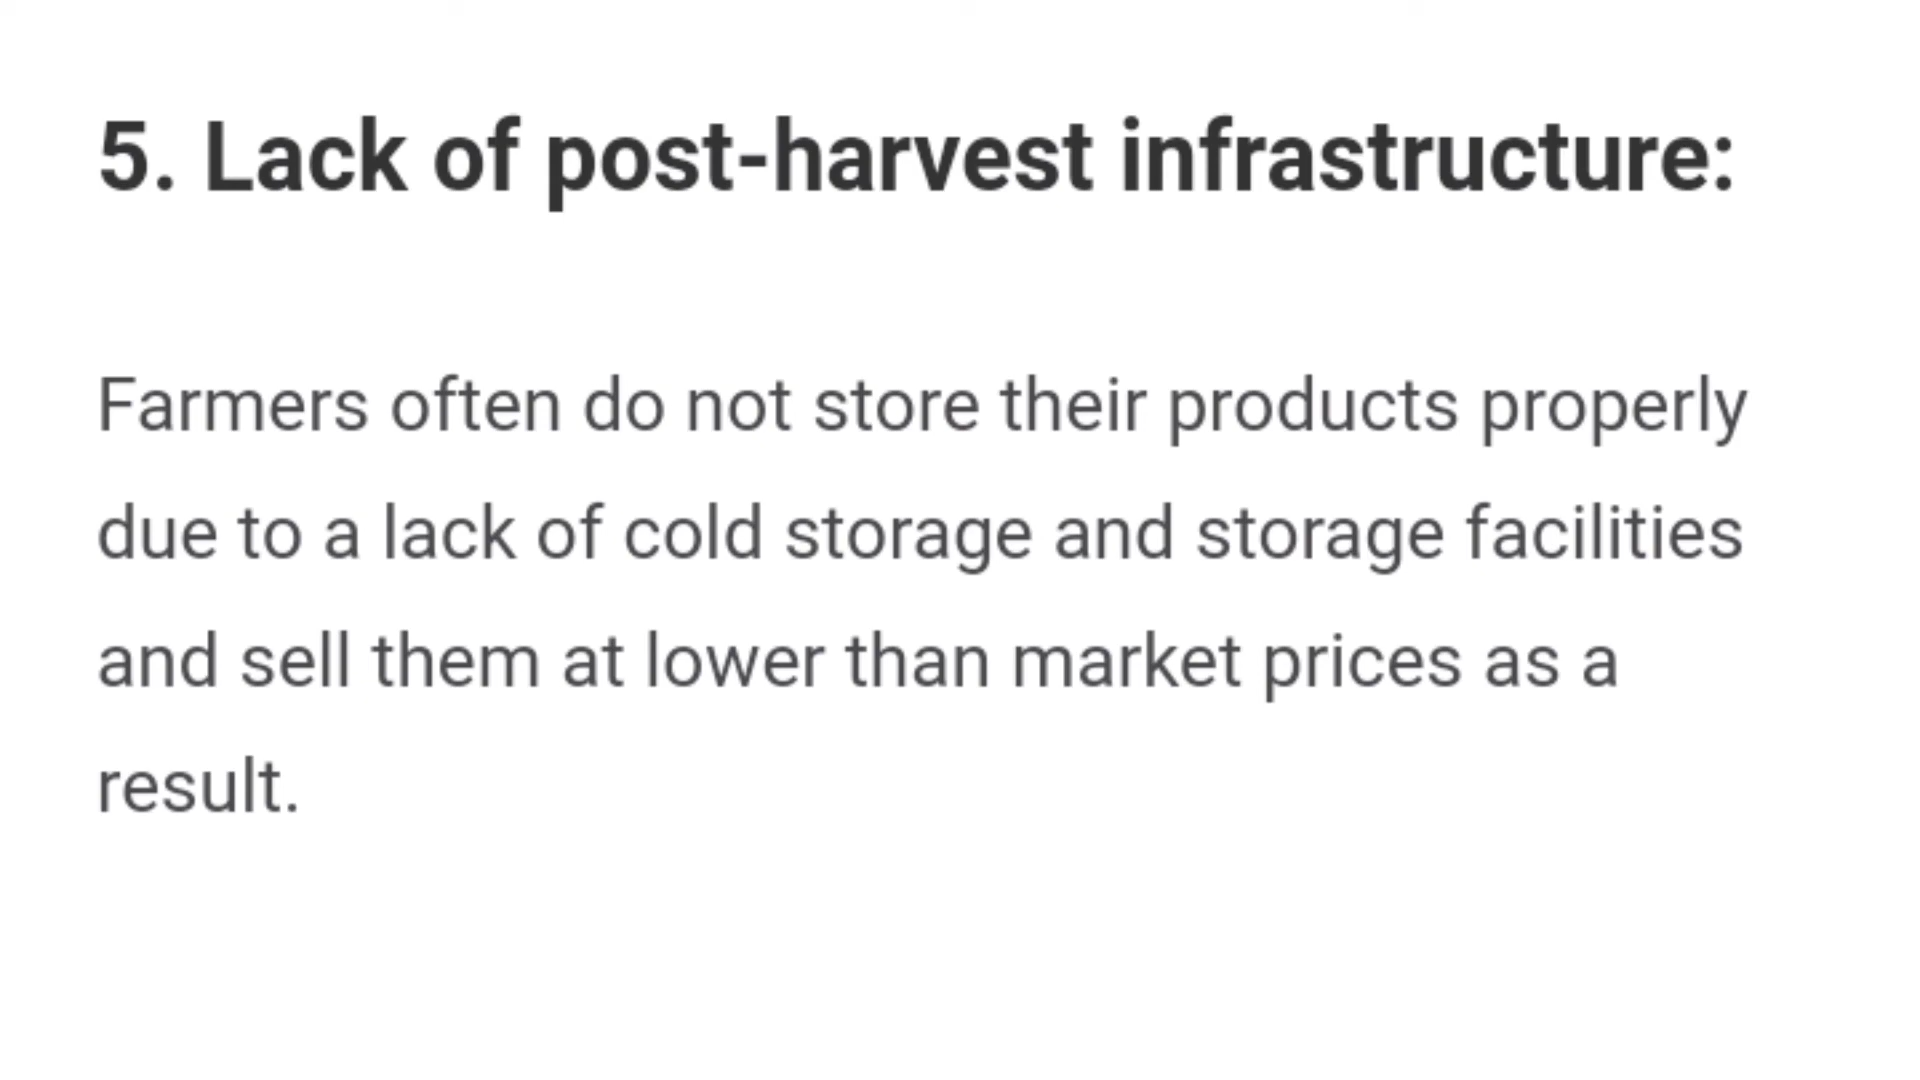 5. Lack of post-harvest infrastructure:
Farmers often do not store their products properly
due to a lack of cold storage and storage facilities
and sell them at lower than market prices as a
result.